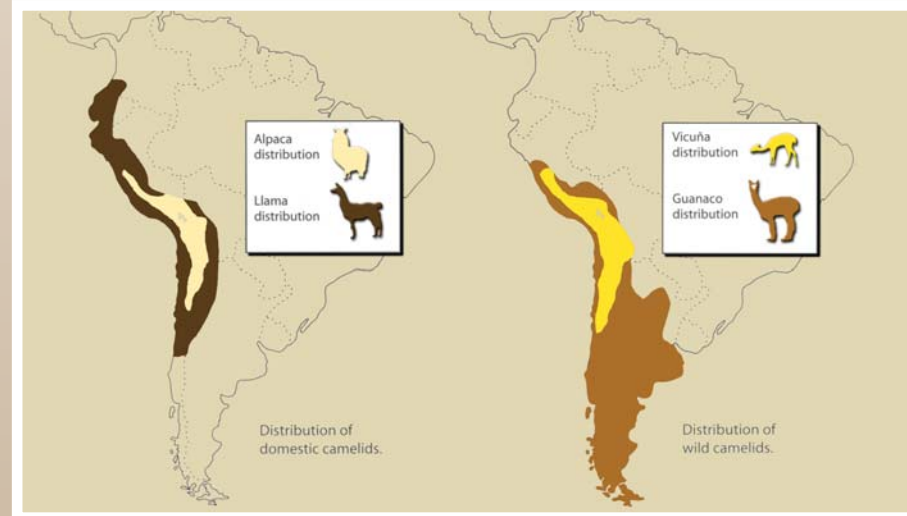 Alpaca
distribution
Llama
distribution
Distribution of
domestic camelids.
Vicuña
distribution
Guanaco
distribution
Distribution of
wild camelids.